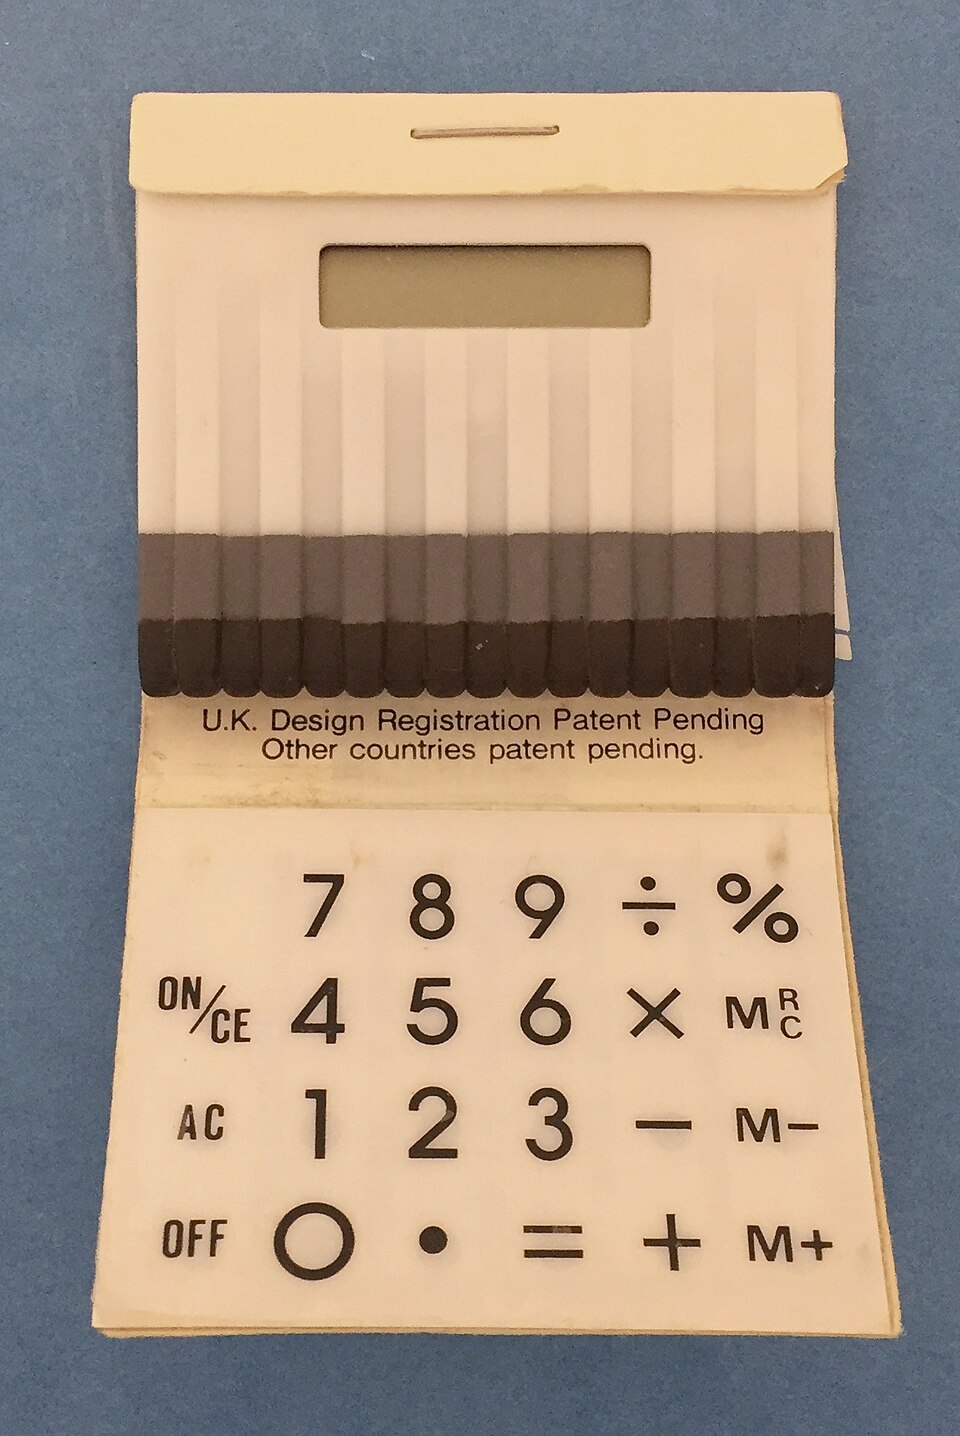 U.K. Design Registration Patent Pending
Other countries patent pending.
7 8 9 ÷ %
ON/CE 4 5 6 × MRC
AC 1 2 3 − M−
OFF 0 • = + M+